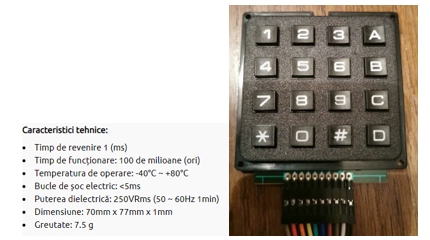 1 2 3 A
4 5 6 B
7 8 9 C
* 0 # D
Caracteristici tehnice:
Timp de revenire 1 (ms)
Timp de funcționare: 100 de milioane (ori)
Temperatura de operare: -40°C ~ +80°C
Bucle de șoc electric: <5ms
Puterea dielectrică: 250VRms (50 ~ 60Hz 1min)
Dimensiune: 70mm x 77mm x 1mm
Greutate: 7.5 g